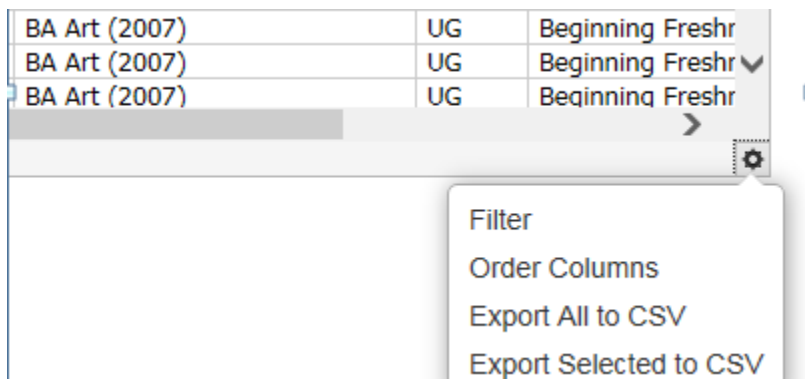 BA Art (2007) UG Beginning Freshr
BA Art (2007) UG Beginning Freshr
BA Art (2007) UG Beginning Freshr
Filter
Order Columns
Export All to CSV
Export Selected to CSV